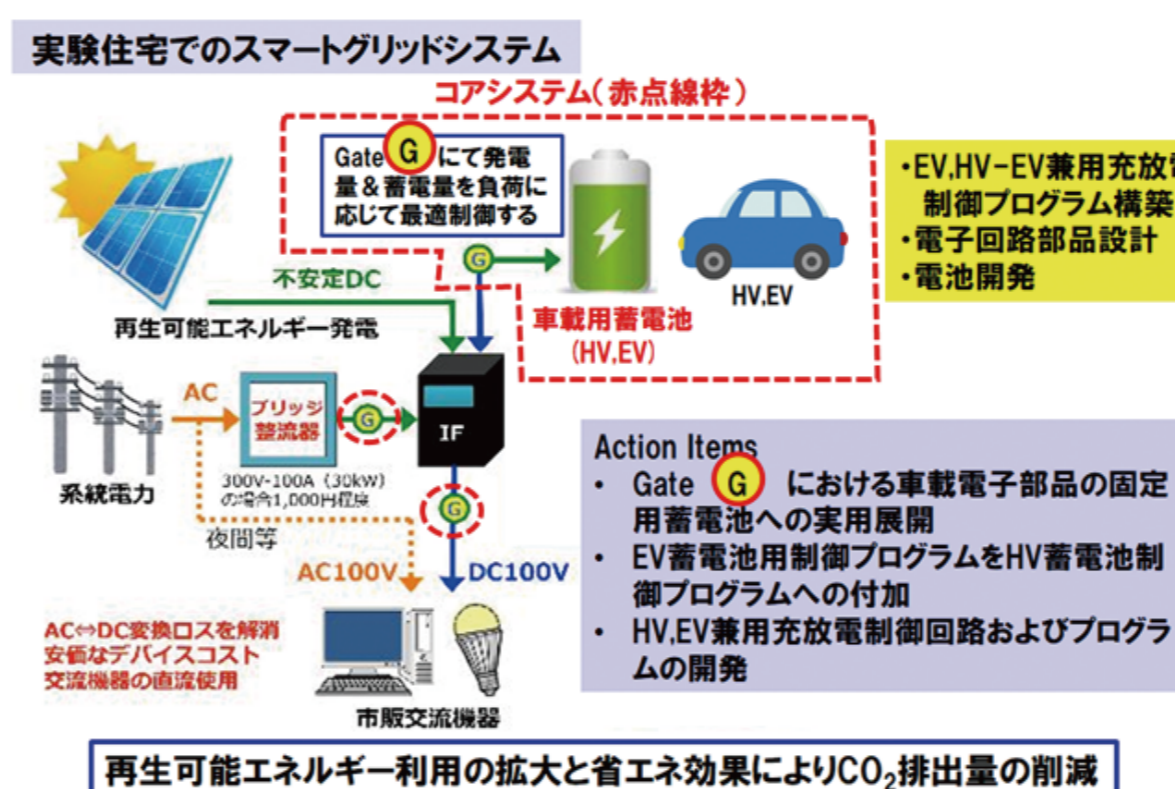 実験住宅でのスマートグリッドシステム
コアシステム(赤点線枠)
Gate G にて発電
量&蓄電量を負荷に
応じて最適制御する
・EV,HV-EV兼用充放電
制御プログラム構築
・電子回路部品設計
・電池開発
G
不安定DC
再生可能エネルギー発電
車載用蓄電池
(HV,EV)
HV,EV
AC
ブリッジ
整流器
G
IF
300V-100A (30kW)
の場合1,000円程度
系統電力
G
夜間等
AC100V
DC100V
Action Items
• Gate G における車載電子部品の固定
用蓄電池への実用展開
• EV蓄電池用制御プログラムをHV蓄電池制
御プログラムへの付加
• HV,EV兼用充放電制御回路およびプログラ
ムの開発
AC⇔DC変換ロスを解消
安価なデバイスコスト
交流機器の直流使用
市販交流機器
再生可能エネルギー利用の拡大と省エネ効果によりCO₂排出量の削減